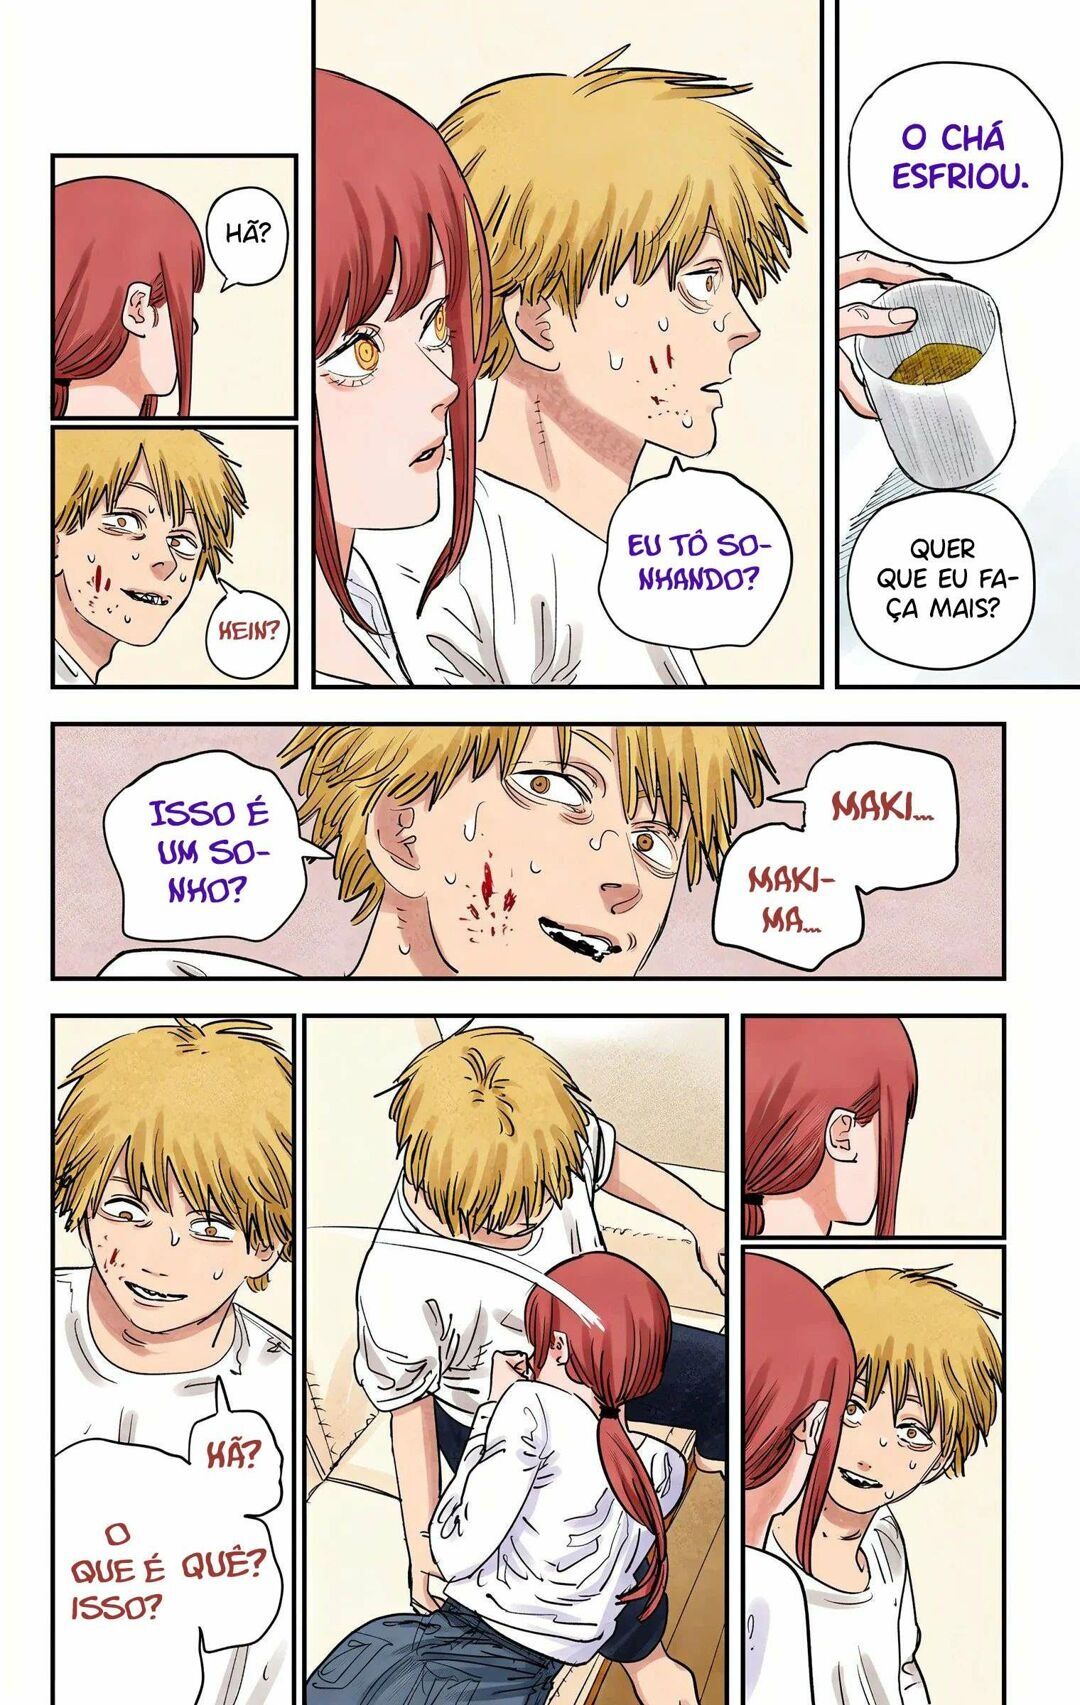 O CHÁ
ESFRIOU.
QUER
QUE EU FA-
ÇA MAIS?
EU TÔ SO-
NHANDO?
HÃ?
HEIN?
MAKI...
MAKI-
MA...
ISSO É
UM SO-
NHO?
HÃ?
QUÊ?
O
QUE É
ISSO?